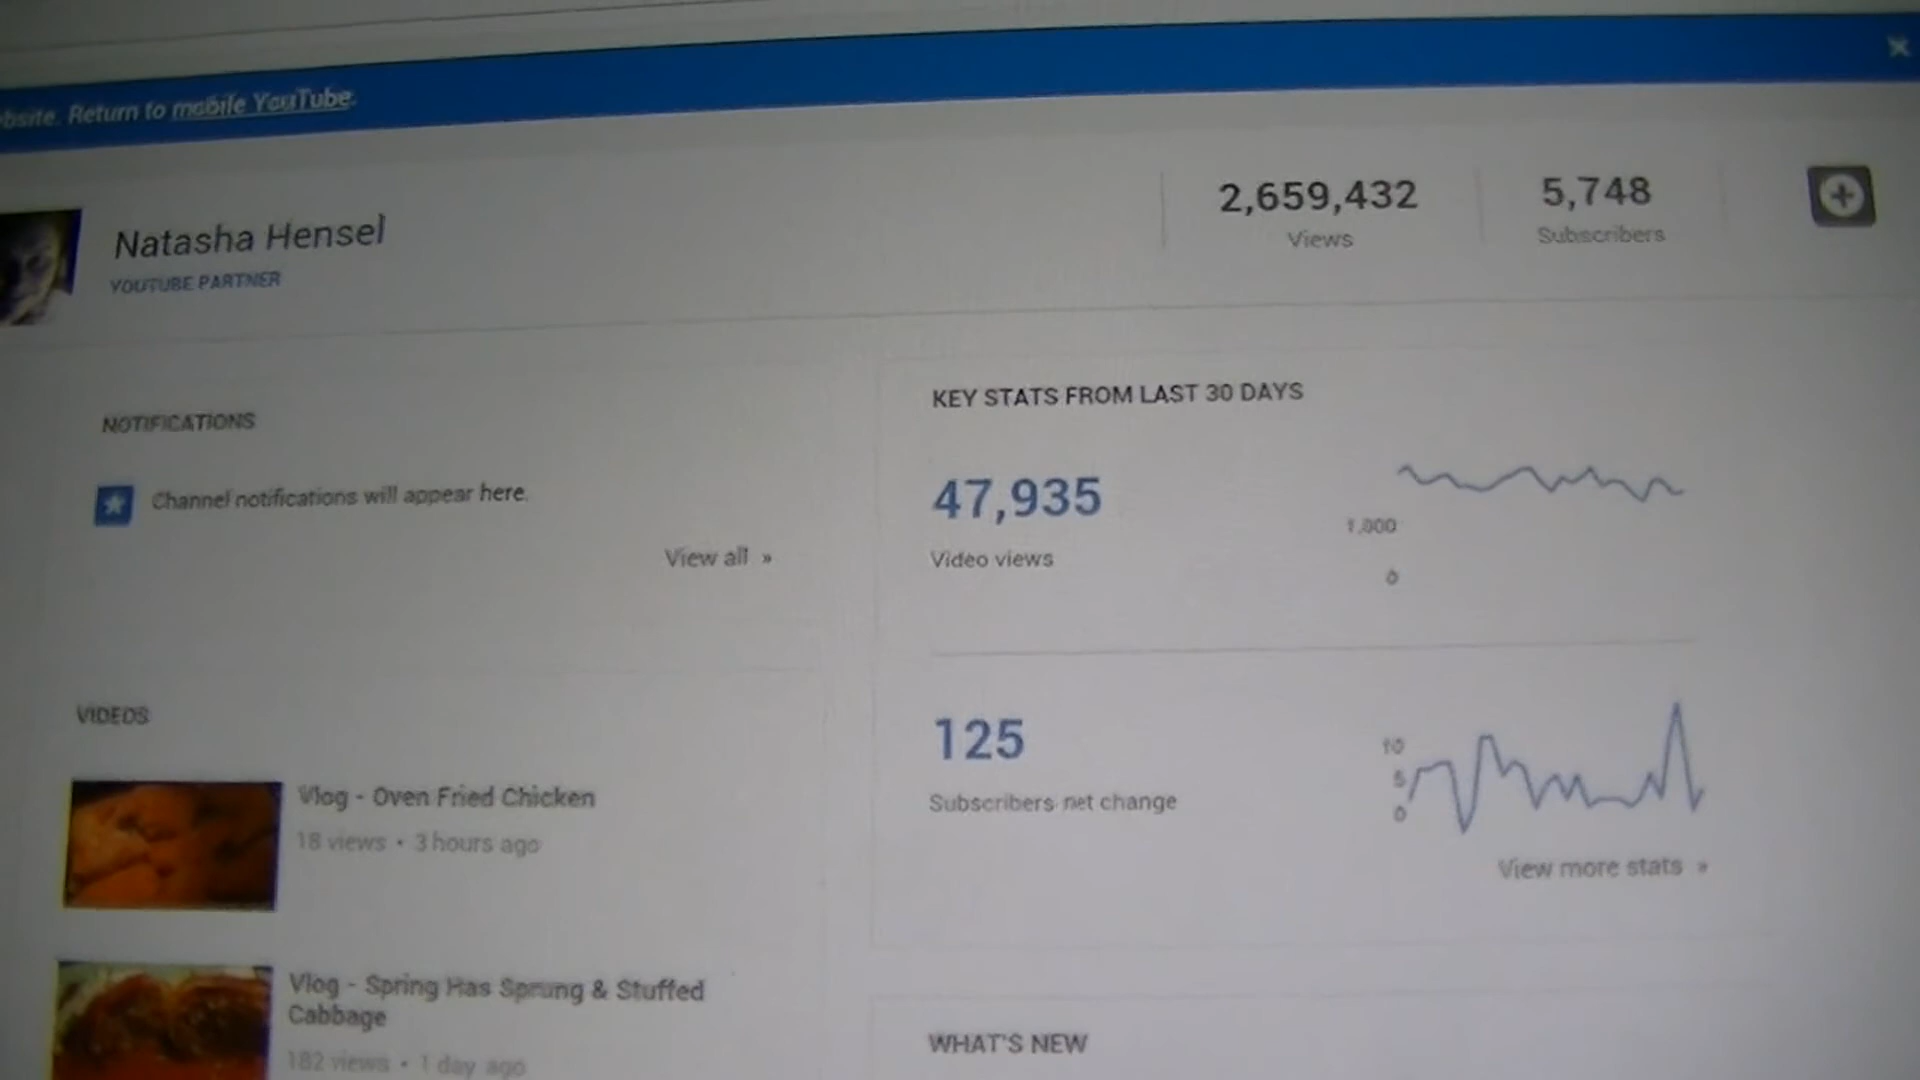 bsite. Return to mobile YouTube.
Natasha Hensel
YOUTUBE PARTNER
2,659,432
Views
5,748
Subscribers
NOTIFICATIONS
Channel notifications will appear here.
View all »
VIDEOS
Vlog - Oven Fried Chicken
18 views • 3 hours ago
Vlog - Spring Has Sprung & Stuffed
Cabbage
182 views • 1 day ago
KEY STATS FROM LAST 30 DAYS
47,935
Video views
1,000
0
125
Subscribers net change
10
5
0
View more stats »
WHAT'S NEW